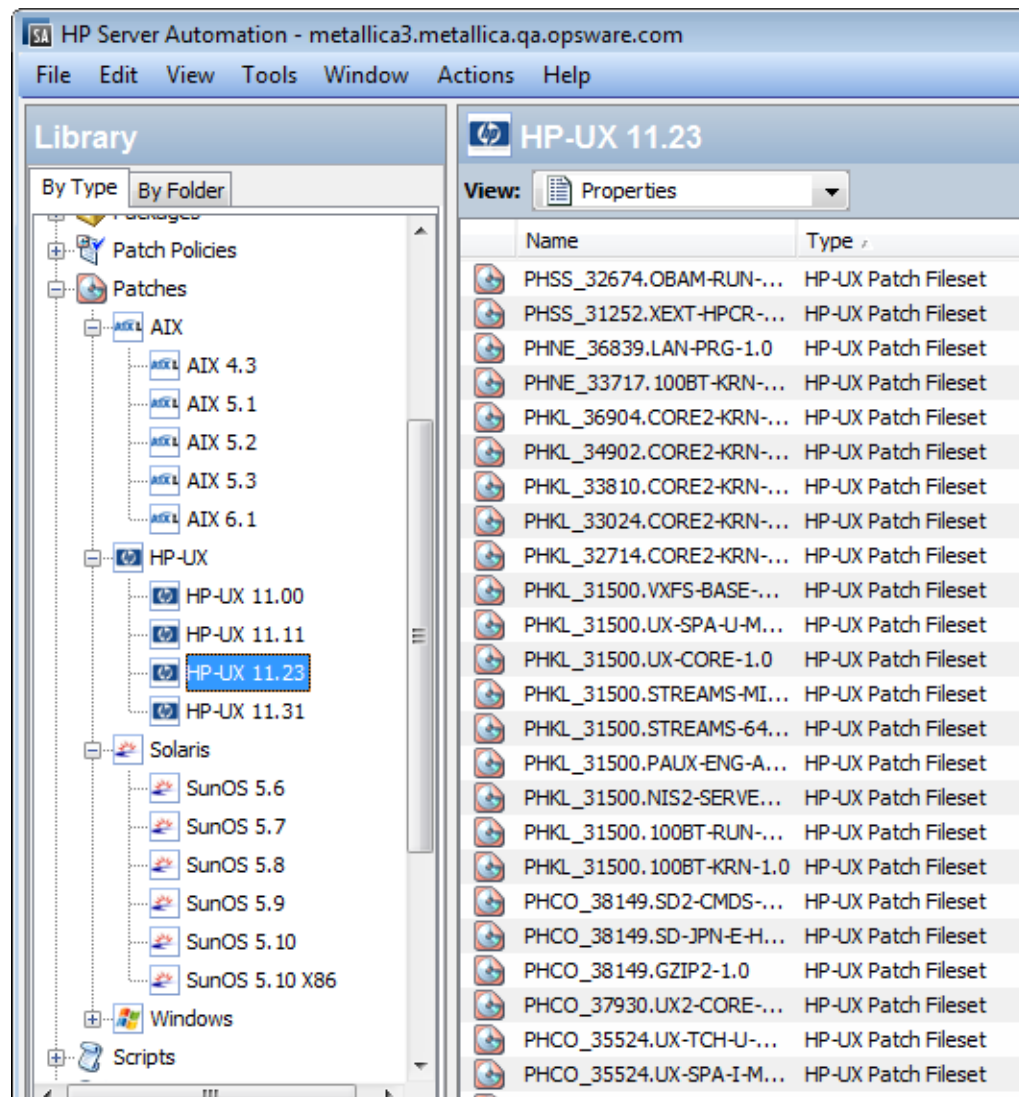 SA HP Server Automation - metallica3.metallica.qa.opsware.com
File Edit View Tools Window Actions Help
Library
By Type By Folder
Packages
Patch Policies
Patches
AIX
AIX 4.3
AIX 5.1
AIX 5.2
AIX 5.3
AIX 6.1
HP-UX
HP-UX 11.00
HP-UX 11.11
HP-UX 11.23
HP-UX 11.31
Solaris
SunOS 5.6
SunOS 5.7
SunOS 5.8
SunOS 5.9
SunOS 5.10
SunOS 5.10 X86
Windows
Scripts
HP-UX 11.23
View: Properties
Name Type
PHSS_32674.OBAM-RUN-... HP-UX Patch Fileset
PHSS_31252.XEXT-HPCR-... HP-UX Patch Fileset
PHNE_36839.LAN-PRG-1.0 HP-UX Patch Fileset
PHNE_33717.100BT-KRN-... HP-UX Patch Fileset
PHKL_36904.CORE2-KRN-... HP-UX Patch Fileset
PHKL_34902.CORE2-KRN-... HP-UX Patch Fileset
PHKL_33810.CORE2-KRN-... HP-UX Patch Fileset
PHKL_33024.CORE2-KRN-... HP-UX Patch Fileset
PHKL_32714.CORE2-KRN-... HP-UX Patch Fileset
PHKL_31500.VXFS-BASE-... HP-UX Patch Fileset
PHKL_31500.UX-SPA-U-M... HP-UX Patch Fileset
PHKL_31500.UX-CORE-1.0 HP-UX Patch Fileset
PHKL_31500.STREAMS-MI... HP-UX Patch Fileset
PHKL_31500.STREAMS-64... HP-UX Patch Fileset
PHKL_31500.PAUX-ENG-A... HP-UX Patch Fileset
PHKL_31500.NIS2-SERVE... HP-UX Patch Fileset
PHKL_31500.100BT-RUN-... HP-UX Patch Fileset
PHKL_31500.100BT-KRN-1.0 HP-UX Patch Fileset
PHCO_38149.SD2-CMDS-... HP-UX Patch Fileset
PHCO_38149.SD-JPN-E-H... HP-UX Patch Fileset
PHCO_38149.GZIP2-1.0 HP-UX Patch Fileset
PHCO_37930.UX2-CORE-... HP-UX Patch Fileset
PHCO_35524.UX-TCH-U-... HP-UX Patch Fileset
PHCO_35524.UX-SPA-I-M... HP-UX Patch Fileset